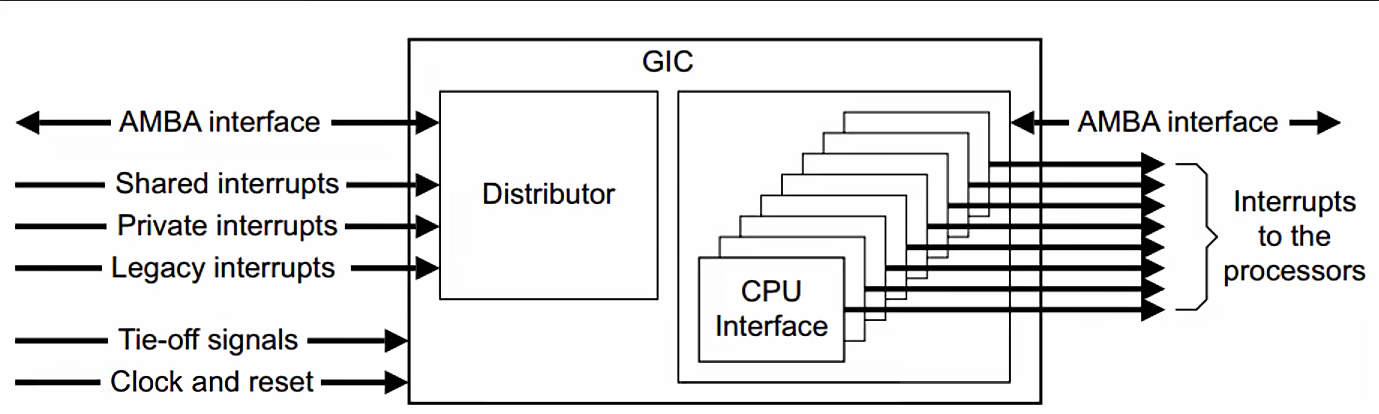 GIC
AMBA interface
Shared interrupts
Private interrupts
Legacy interrupts
Tie-off signals
Clock and reset
Distributor
CPU
Interface
AMBA interface
Interrupts
to the
processors